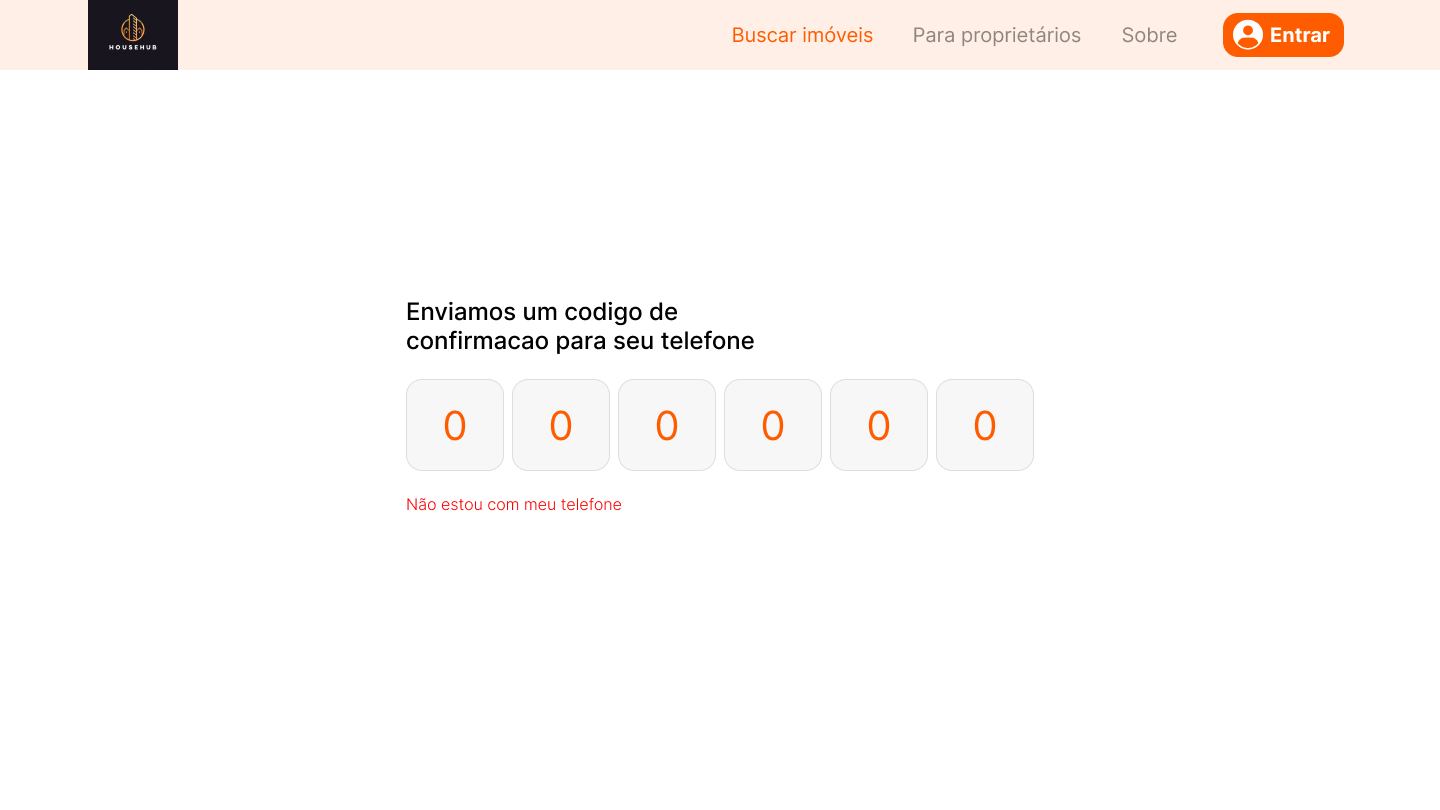 HOUSEHUB
Buscar imóveis
Para proprietários
Sobre
Entrar
Enviamos um codigo de
confirmacao para seu telefone
0 0 0 0 0 0
Não estou com meu telefone